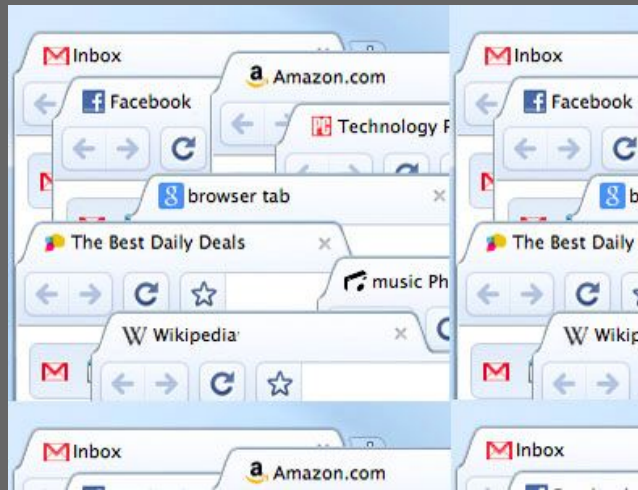 Inbox
Inbox
a Amazon.com
Facebook
Facebook
PC Technology
g browser tab
g
The Best Daily Deals
The Best Daily
music
W Wikipedia
W
Inbox
Inbox
a Amazon.com